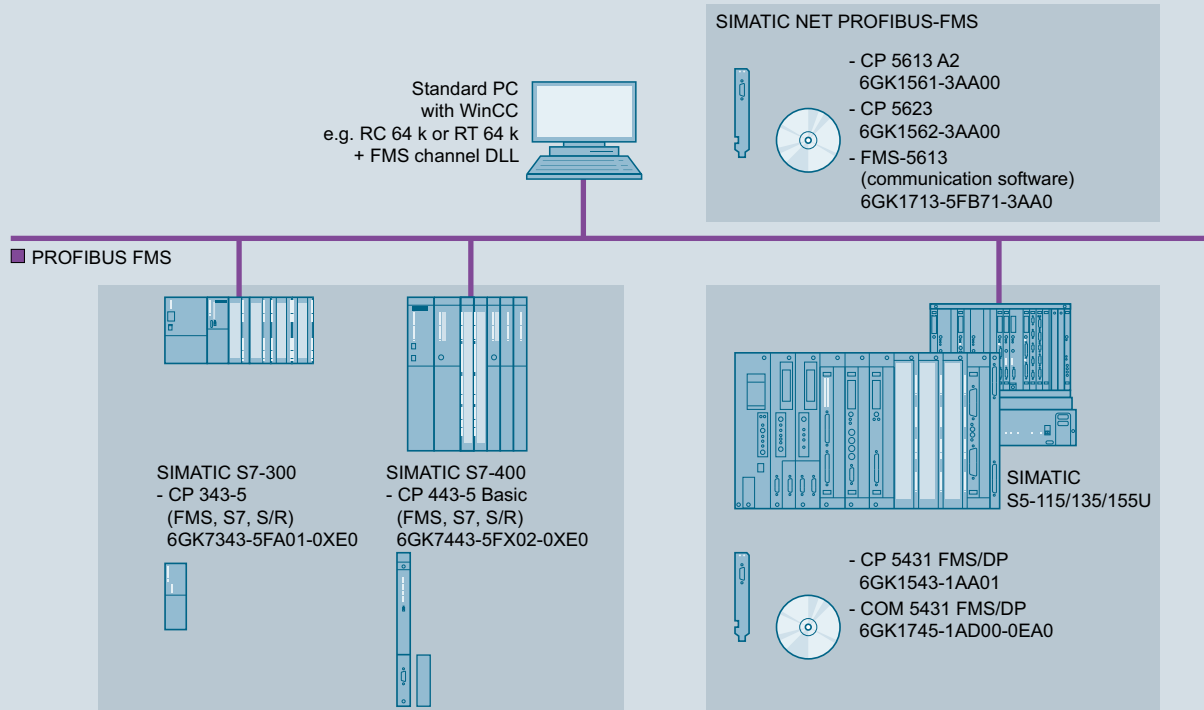 SIMATIC NET PROFIBUS-FMS
- CP 5613 A2
6GK1561-3AA00
- CP 5623
6GK1562-3AA00
- FMS-5613
(communication software)
6GK1713-5FB71-3AA0
Standard PC
with WinCC
e.g. RC 64 k or RT 64 k
+ FMS channel DLL
PROFIBUS FMS
SIMATIC S7-300
- CP 343-5
(FMS, S7, S/R)
6GK7343-5FA01-0XE0
SIMATIC S7-400
- CP 443-5 Basic
(FMS, S7, S/R)
6GK7443-5FX02-0XE0
SIMATIC
S5-115/135/155U
- CP 5431 FMS/DP
6GK1543-1AA01
- COM 5431 FMS/DP
6GK1745-1AD00-0EA0